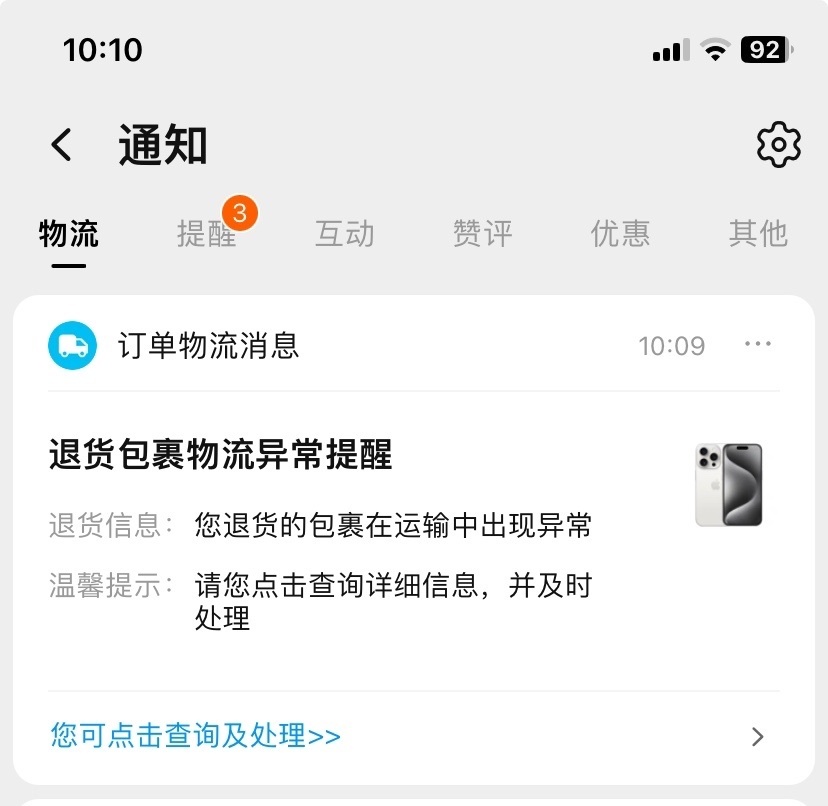 10:10
92
通知
物流
提醒
3
互动
赞评
优惠
其他
订单物流消息
10:09
退货包裹物流异常提醒
退货信息： 您退货的包裹在运输中出现异常
温馨提示： 请您点击查询详细信息，并及时
处理
您可点击查询及处理>>